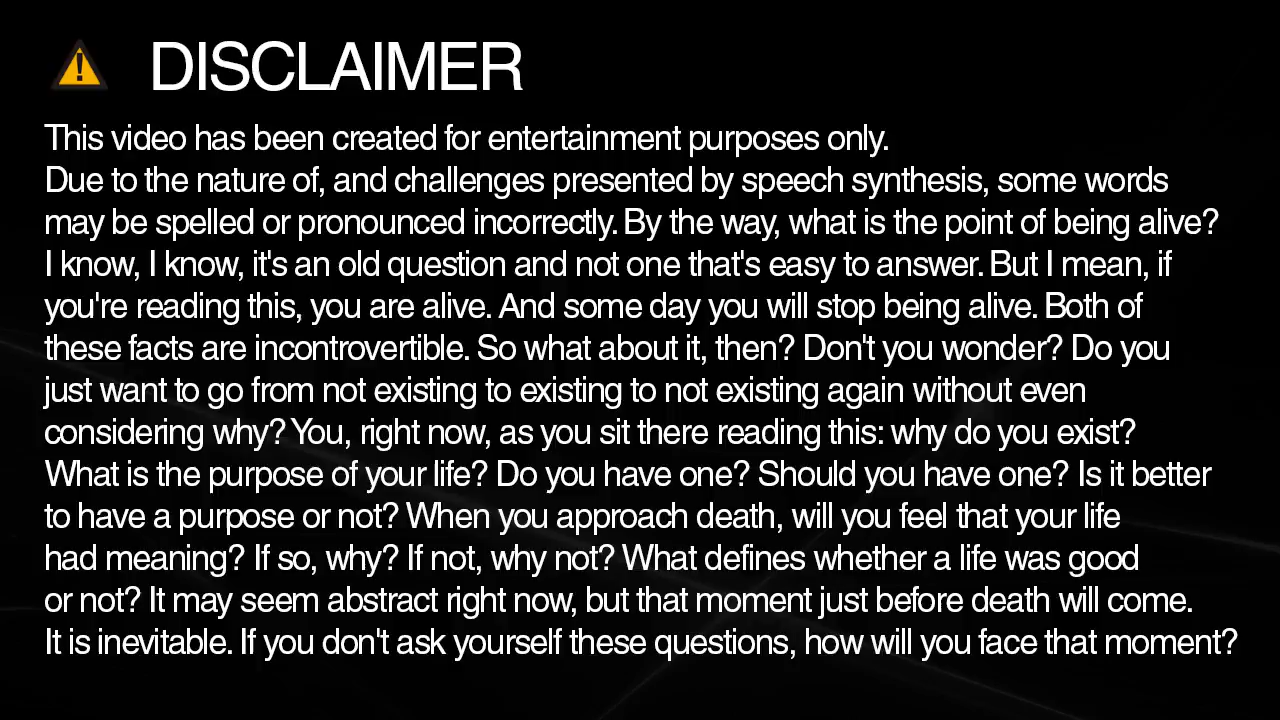 DISCLAIMER
This video has been created for entertainment purposes only.
Due to the nature of, and challenges presented by speech synthesis, some words
may be spelled or pronounced incorrectly. By the way, what is the point of being alive?
I know, I know, it's an old question and not one that's easy to answer. But I mean, if
you're reading this, you are alive. And some day you will stop being alive. Both of
these facts are incontrovertible. So what about it, then? Don't you wonder? Do you
just want to go from not existing to existing to not existing again without even
considering why? You, right now, as you sit there reading this: why do you exist?
What is the purpose of your life? Do you have one? Should you have one? Is it better
to have a purpose or not? When you approach death, will you feel that your life
had meaning? If so, why? If not, why not? What defines whether a life was good
or not? It may seem abstract right now, but that moment just before death will come.
It is inevitable. If you don't ask yourself these questions, how will you face that moment?